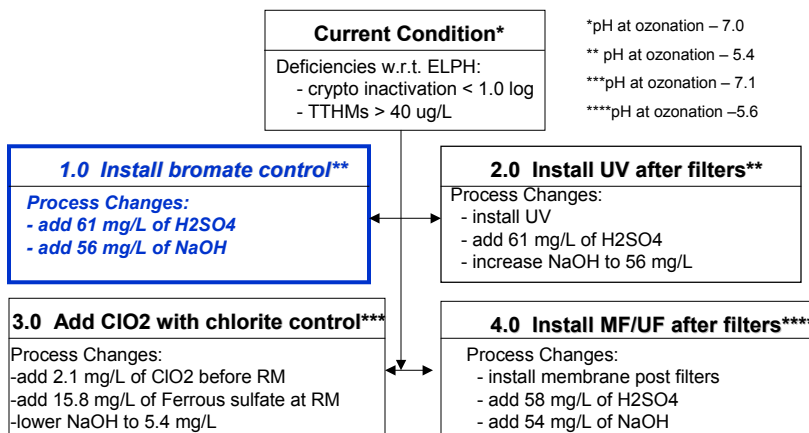 Current Condition*
Deficiencies w.r.t. ELPH:
- crypto inactivation < 1.0 log
- TTHMs > 40 ug/L
*pH at ozonation – 7.0
** pH at ozonation – 5.4
***pH at ozonation – 7.1
****pH at ozonation –5.6
1.0 Install bromate control**
Process Changes:
- add 61 mg/L of H2SO4
- add 56 mg/L of NaOH
2.0 Install UV after filters**
Process Changes:
- install UV
- add 61 mg/L of H2SO4
- increase NaOH to 56 mg/L
3.0 Add ClO2 with chlorite control***
Process Changes:
-add 2.1 mg/L of ClO2 before RM
-add 15.8 mg/L of Ferrous sulfate at RM
-lower NaOH to 5.4 mg/L
4.0 Install MF/UF after filters****
Process Changes:
- install membrane post filters
- add 58 mg/L of H2SO4
- add 54 mg/L of NaOH